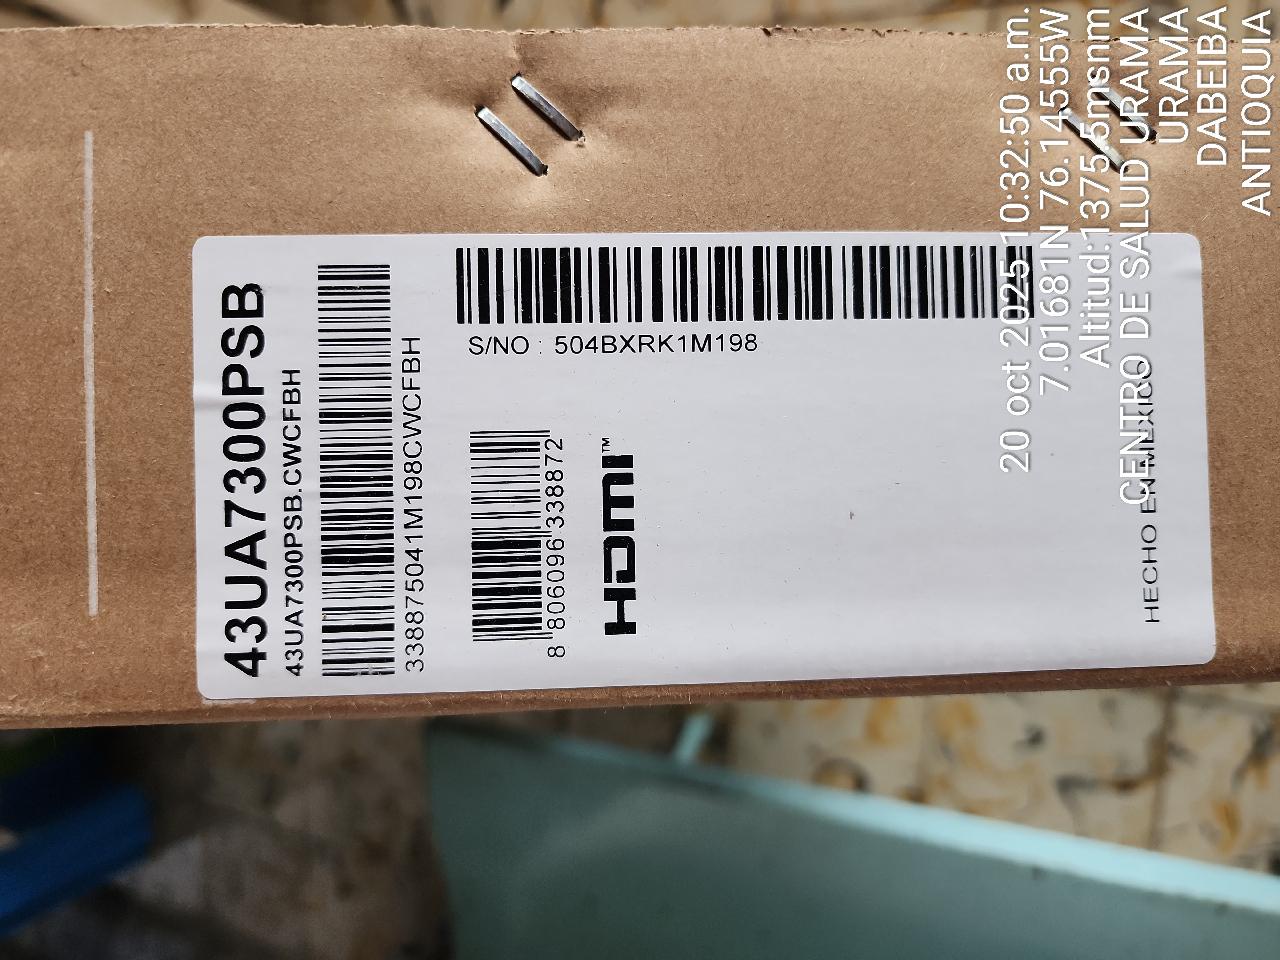 43UA7300PSB
43UA7300PSB.CWCFBH
338875041M198CWCFBH
S/NO : 504BXRK1M198
8 806096 338872
HDMI™
HECHO EN MEXICO
20 oct 2025 10:32:50 a.m.
7.01681N 76.14555W
Altitud:1375.5msnm
CENTRO DE SALUD URAMA
URAMA
DABEIBA
ANTIOQUIA